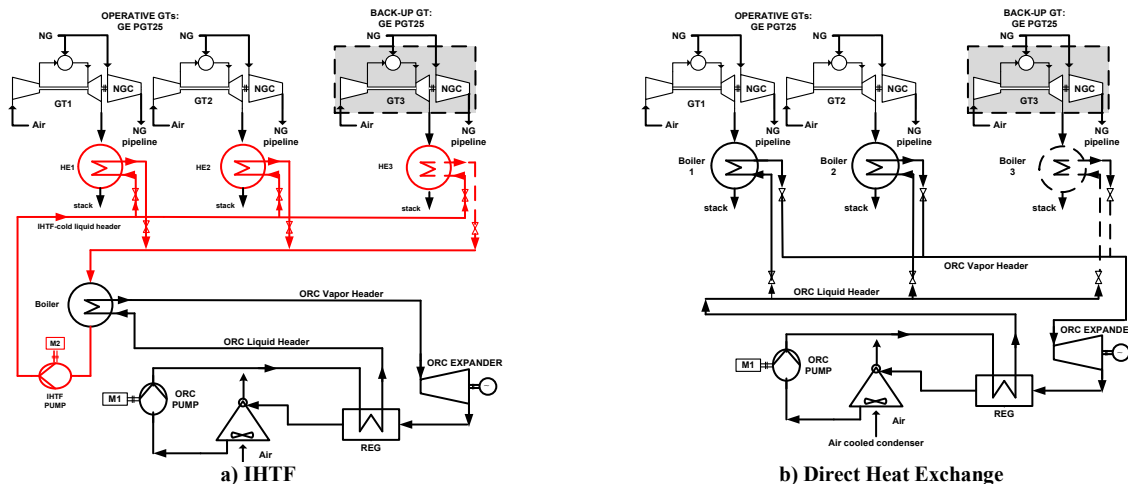 OPERATIVE GTs:
GE PGT25
BACK-UP GT:
GE PGT25
NG
NG
NG
NGC
NGC
NGC
GT1
GT2
GT3
Air
Air
Air
NG
pipeline
NG
pipeline
NG
pipeline
HE1
HE2
HE3
stack
stack
stack
IHTF-cold liquid header
Boiler
ORC Vapor Header
M2
ORC Liquid Header
IHTF
PUMP
ORC EXPANDER
M1
ORC
PUMP
Air
REG
a) IHTF
OPERATIVE GTs:
GE PGT25
BACK-UP GT:
GE PGT25
NG
NG
NG
NGC
NGC
NGC
GT1
GT2
GT3
Air
Air
Air
NG
pipeline
NG
pipeline
NG
pipeline
Boiler
1
Boiler
2
Boiler
3
stack
stack
stack
ORC Vapor Header
ORC Liquid Header
ORC EXPANDER
M1
ORC
PUMP
Air
REG
Air cooled condenser
b) Direct Heat Exchange